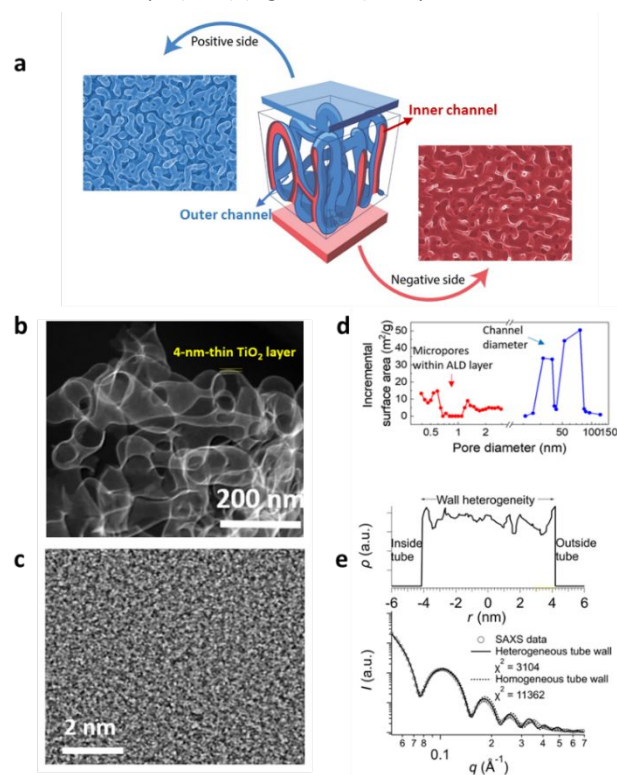 Positive side
a
Inner channel
Outer channel
Negative side
b
4-nm-thin TiO₂ layer
200 nm
c
2 nm
d
Incremental
surface area (m²/g)
50
40
30
20
10
0
Channel
diameter
Micropores
within ALD layer
0.5 1 2 50 100 150
Pore diameter (nm)
ρ (a.u.)
Wall heterogeneity
Inside
tube
Outside
tube
-6 -4 -2 0 2 4 6
r (nm)
e
I (a.u.)
SAXS data
Heterogeneous tube wall
χ² = 3104
Homogeneous tube wall
χ² = 11362
6 7 8 0.1 2 3 4 5 6 7
q (Å⁻¹)